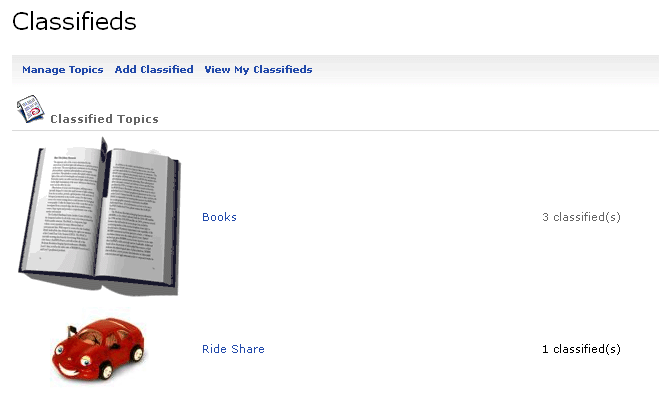 Classifieds
Manage Topics Add Classified View My Classifieds
Classified Topics
Books 3 classified(s)
Ride Share 1 classified(s)